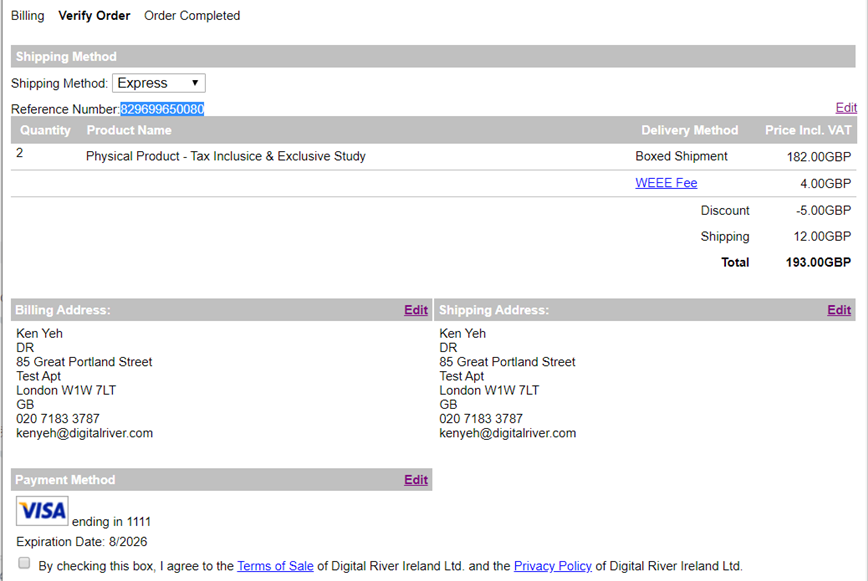 Billing Verify Order Order Completed
Shipping Method
Shipping Method: Express
Reference Number:829699650080 Edit
Quantity Product Name Delivery Method Price Incl. VAT
2 Physical Product - Tax Inclusice & Exclusive Study Boxed Shipment 182.00GBP
WEEE Fee 4.00GBP
Discount -5.00GBP
Shipping 12.00GBP
Total 193.00GBP
Billing Address: Edit Shipping Address: Edit
Ken Yeh Ken Yeh
DR DR
85 Great Portland Street 85 Great Portland Street
Test Apt Test Apt
London W1W 7LT London W1W 7LT
GB GB
020 7183 3787 020 7183 3787
kenyeh@digitalriver.com kenyeh@digitalriver.com
Payment Method Edit
VISA ending in 1111
Expiration Date: 8/2026
By checking this box, I agree to the Terms of Sale of Digital River Ireland Ltd. and the Privacy Policy of Digital River Ireland Ltd.